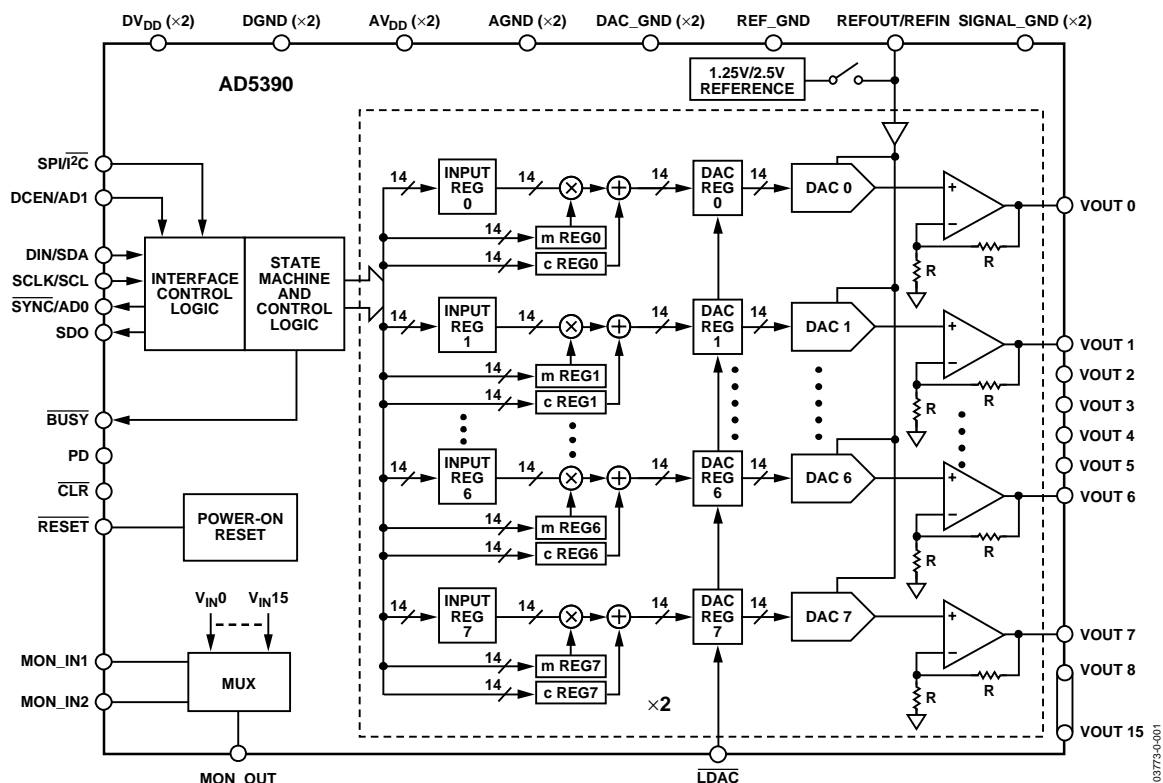 DVDD (×2) DGND (×2) AVDD (×2) AGND (×2) DAC_GND (×2) REF_GND REFOUT/REFIN SIGNAL_GND (×2)
AD5390
1.25V/2.5V
REFERENCE
SPI/I2C
DCEN/AD1
DIN/SDA
SCLK/SCL
SYNC/AD0
SDO
BUSY
PD
CLR
RESET
MON_IN1
MON_IN2
INTERFACE
CONTROL
LOGIC
STATE
MACHINE
AND
CONTROL
LOGIC
POWER-ON
RESET
VIN0 VIN15
MUX
MON_OUT
14 INPUT
REG
0
14 × + 14 DAC
REG
0
14 DAC 0
+
−
R
R
VOUT 0
14 m REG0
14 c REG0
14 INPUT
REG
1
14 × + 14 DAC
REG
1
14 DAC 1
+
−
R
R
VOUT 1
14 m REG1
14 c REG1
VOUT 2
VOUT 3
VOUT 4
VOUT 5
14 INPUT
REG
6
14 × + 14 DAC
REG
6
14 DAC 6
+
−
R
R
VOUT 6
14 m REG6
14 c REG6
14 INPUT
REG
7
14 × + 14 DAC
REG
7
14 DAC 7
+
−
R
R
VOUT 7
14 m REG7
14 c REG7
×2
VOUT 8
VOUT 15
LDAC
03773-0-001